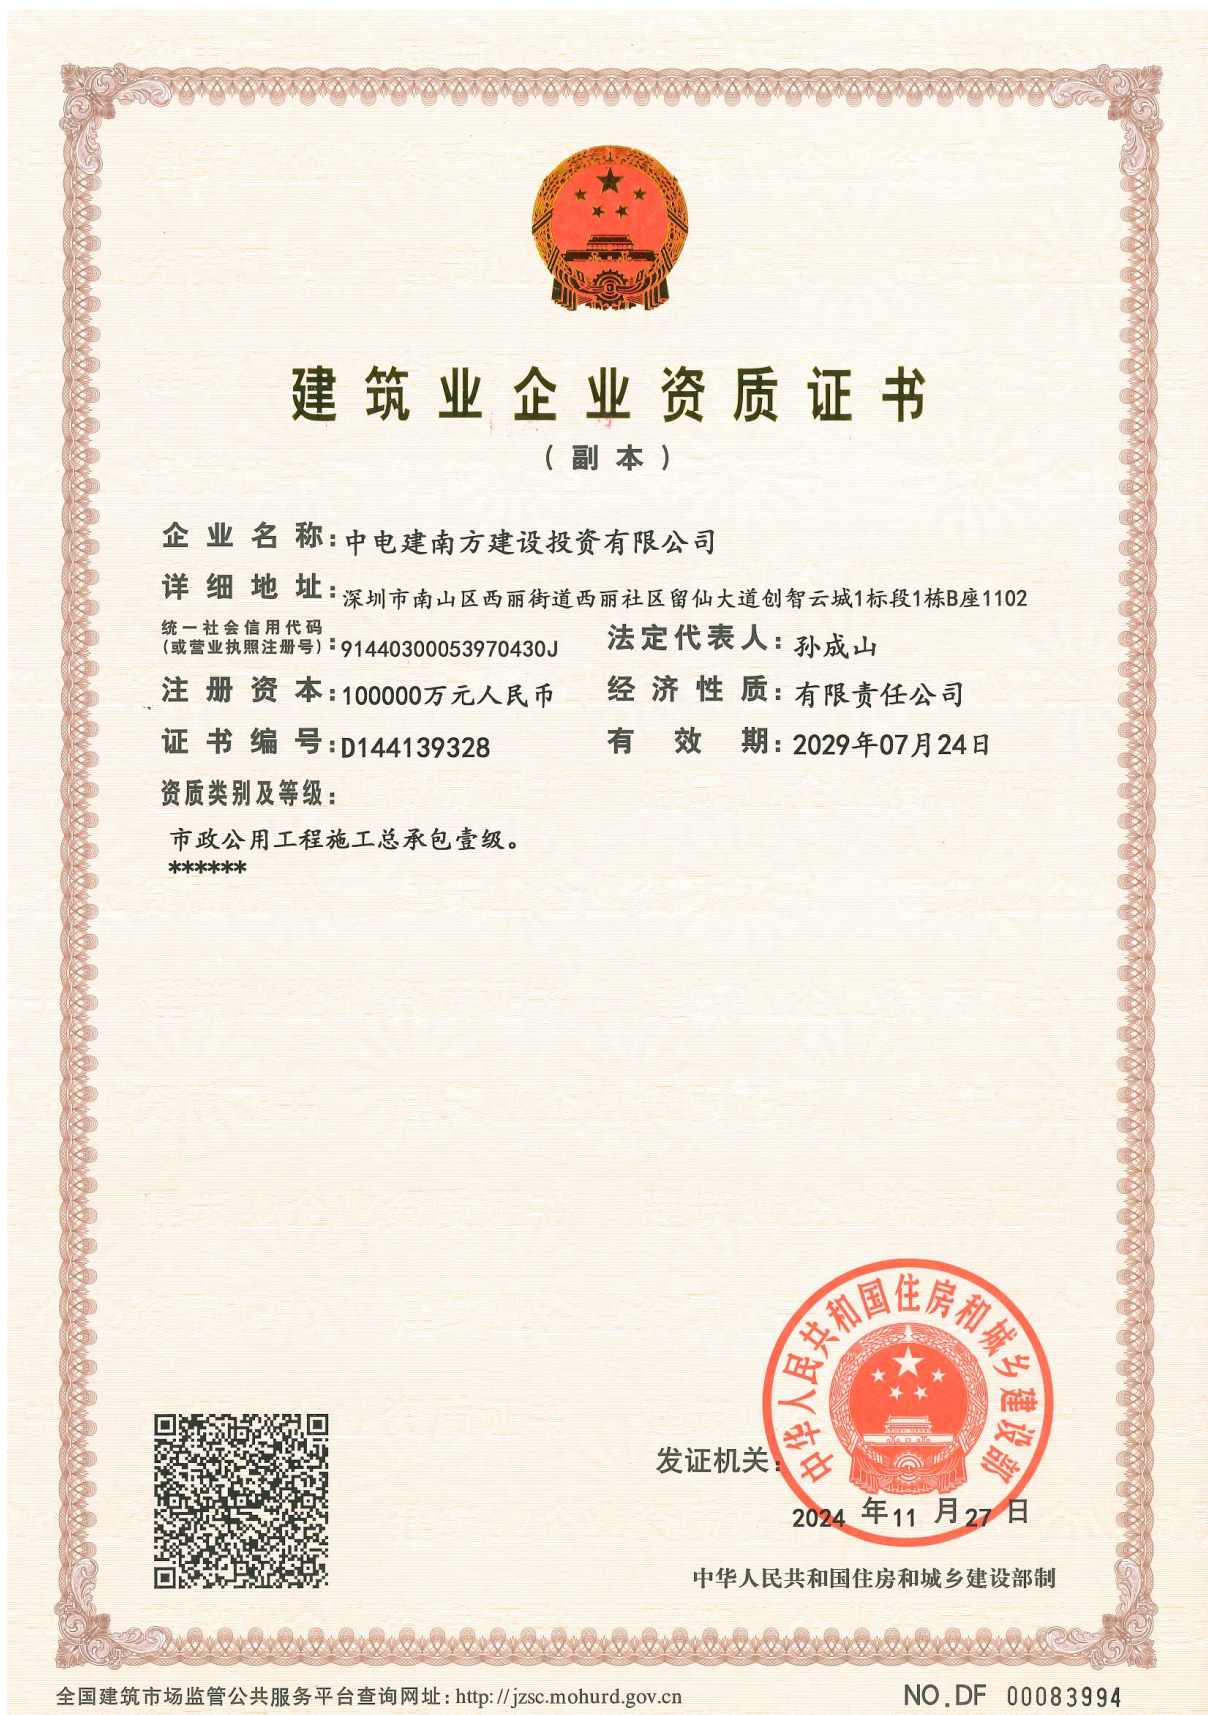 建筑业企业资质证书
(副本)
企业名称:中电建南方建设投资有限公司
详细地址:深圳市南山区西丽街道西丽社区留仙大道创智云城1标段1栋B座1102
统一社会信用代码
(或营业执照注册号):91440300053970430J 法定代表人:孙成山
注册资本:100000万元人民币 经济性质:有限责任公司
证书编号:D144139328 有效期:2029年07月24日
资质类别及等级:
市政公用工程施工总承包壹级。
******
中华人民共和国住房和城乡建设部
发证机关:
2024年11月27日
中华人民共和国住房和城乡建设部制
全国建筑市场监管公共服务平台查询网址:http://jzsc.mohurd.gov.cn NO.DF 00083994